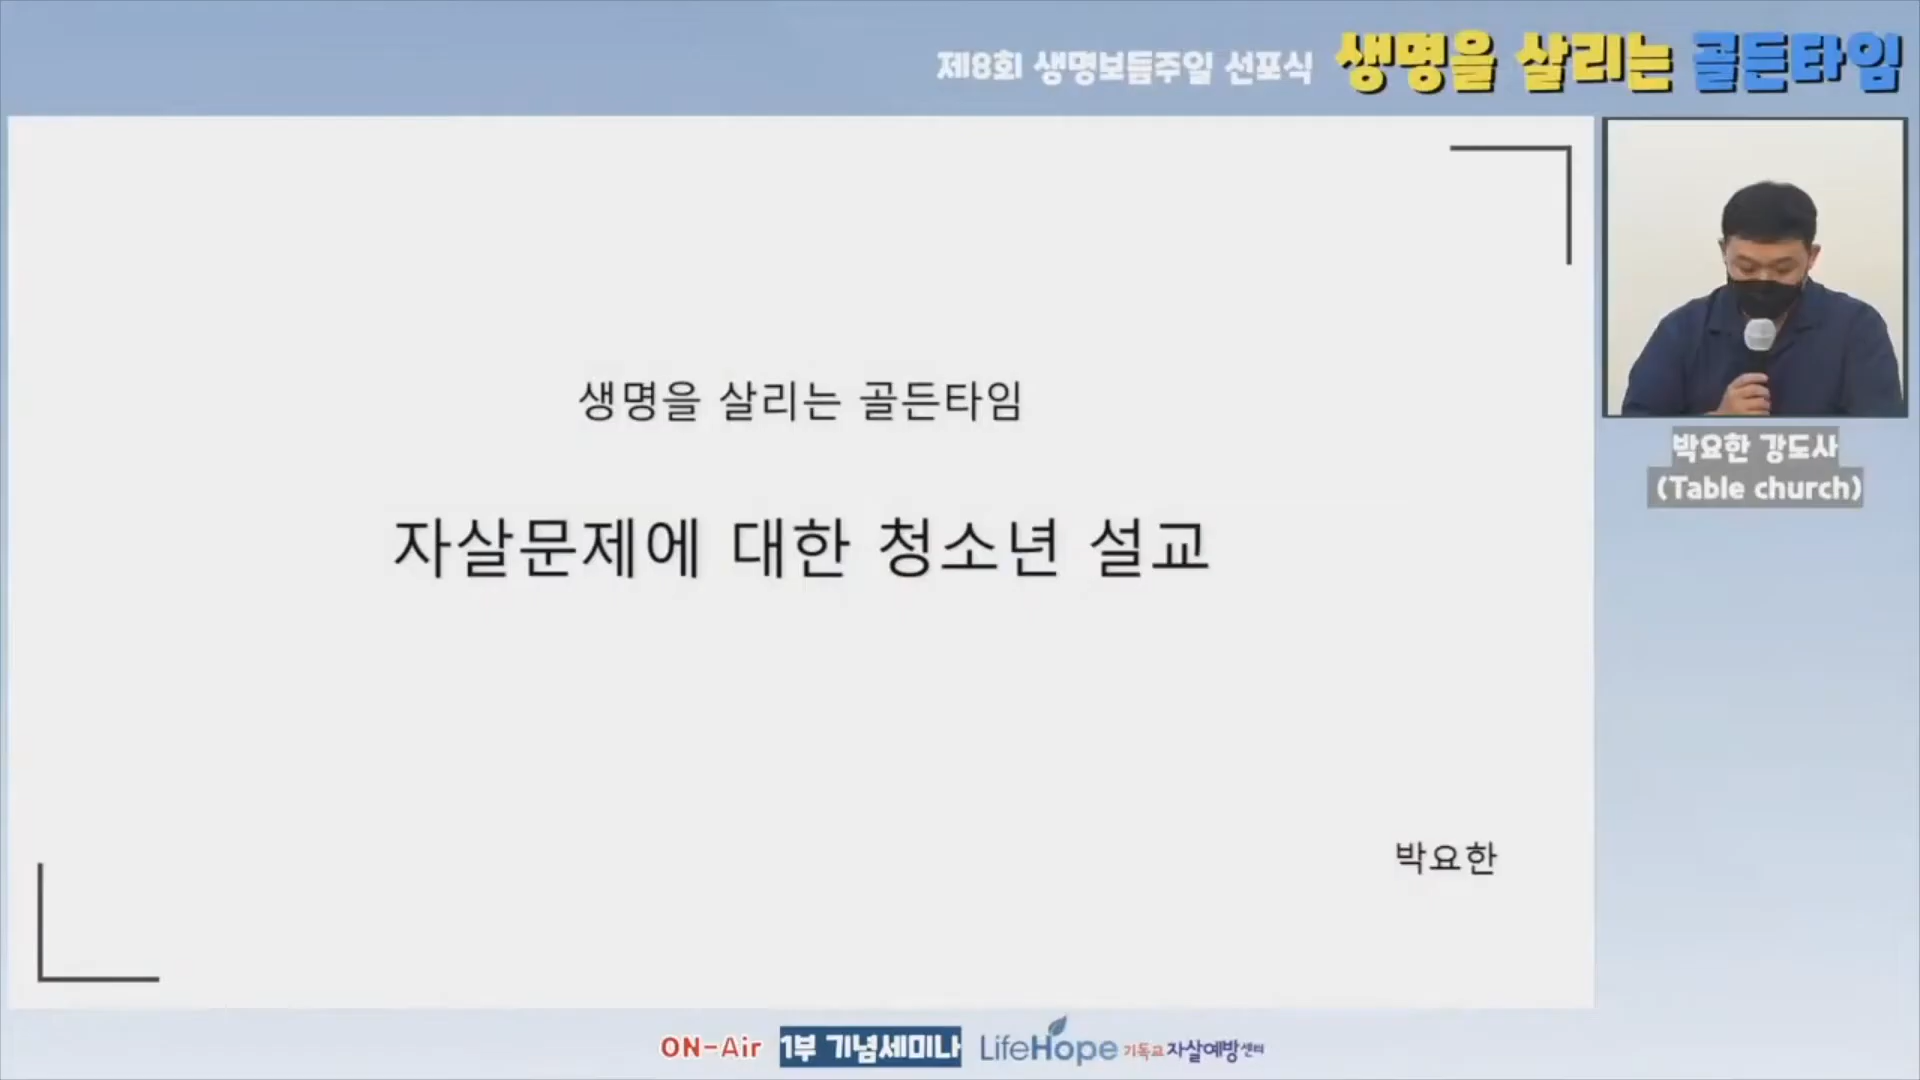 제8회 생명보듬주일 선포식 생명을 살리는 골든타임
생명을 살리는 골든타임
자살문제에 대한 청소년 설교
박요한
박요한 강도사
(Table church)
ON-Air 1부 기념세미나 LifeHope 기독교자살예방센터